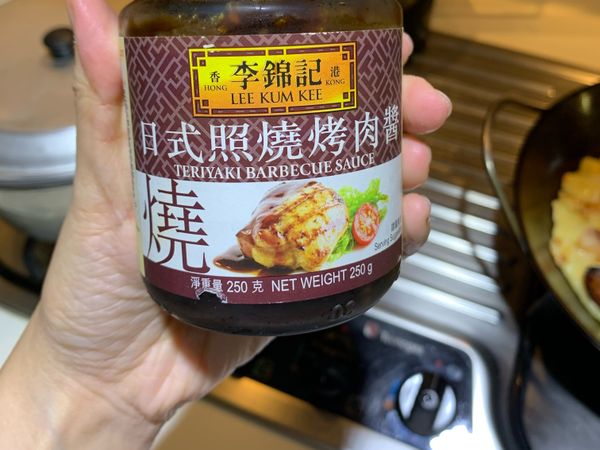 香 李錦記 港
HONG LEE KUM KEE KONG
日式照燒烤肉醬
TERIYAKI BARBECUE SAUCE
燒
Serving
淨重量 250 克 NET WEIGHT 250 g